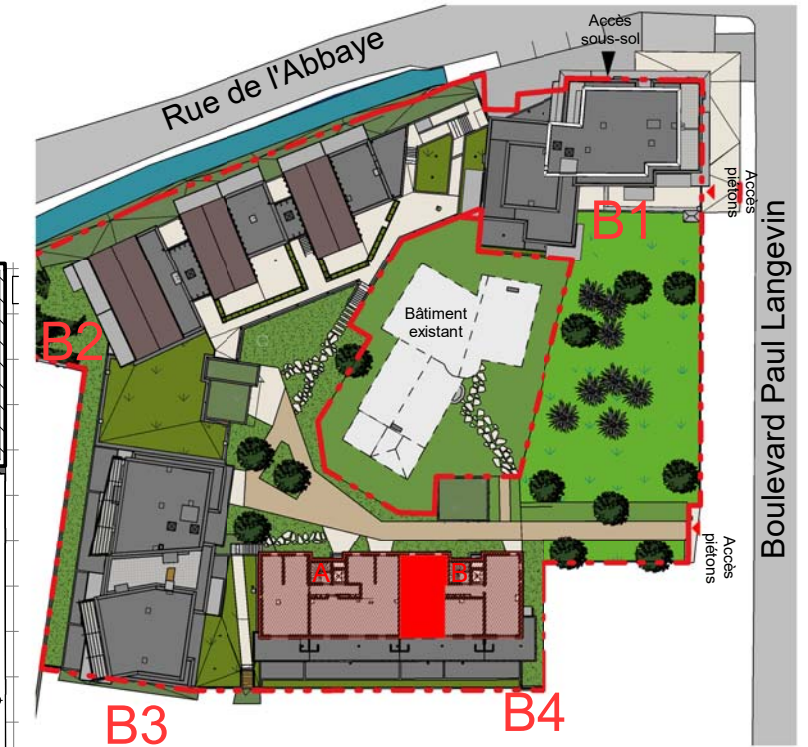 Accès
sous-sol
Rue de l'Abbaye
Accès
piétons
B1
Boulevard Paul Langevin
Bâtiment
existant
B2
Accès
piétons
A
B
B3
B4